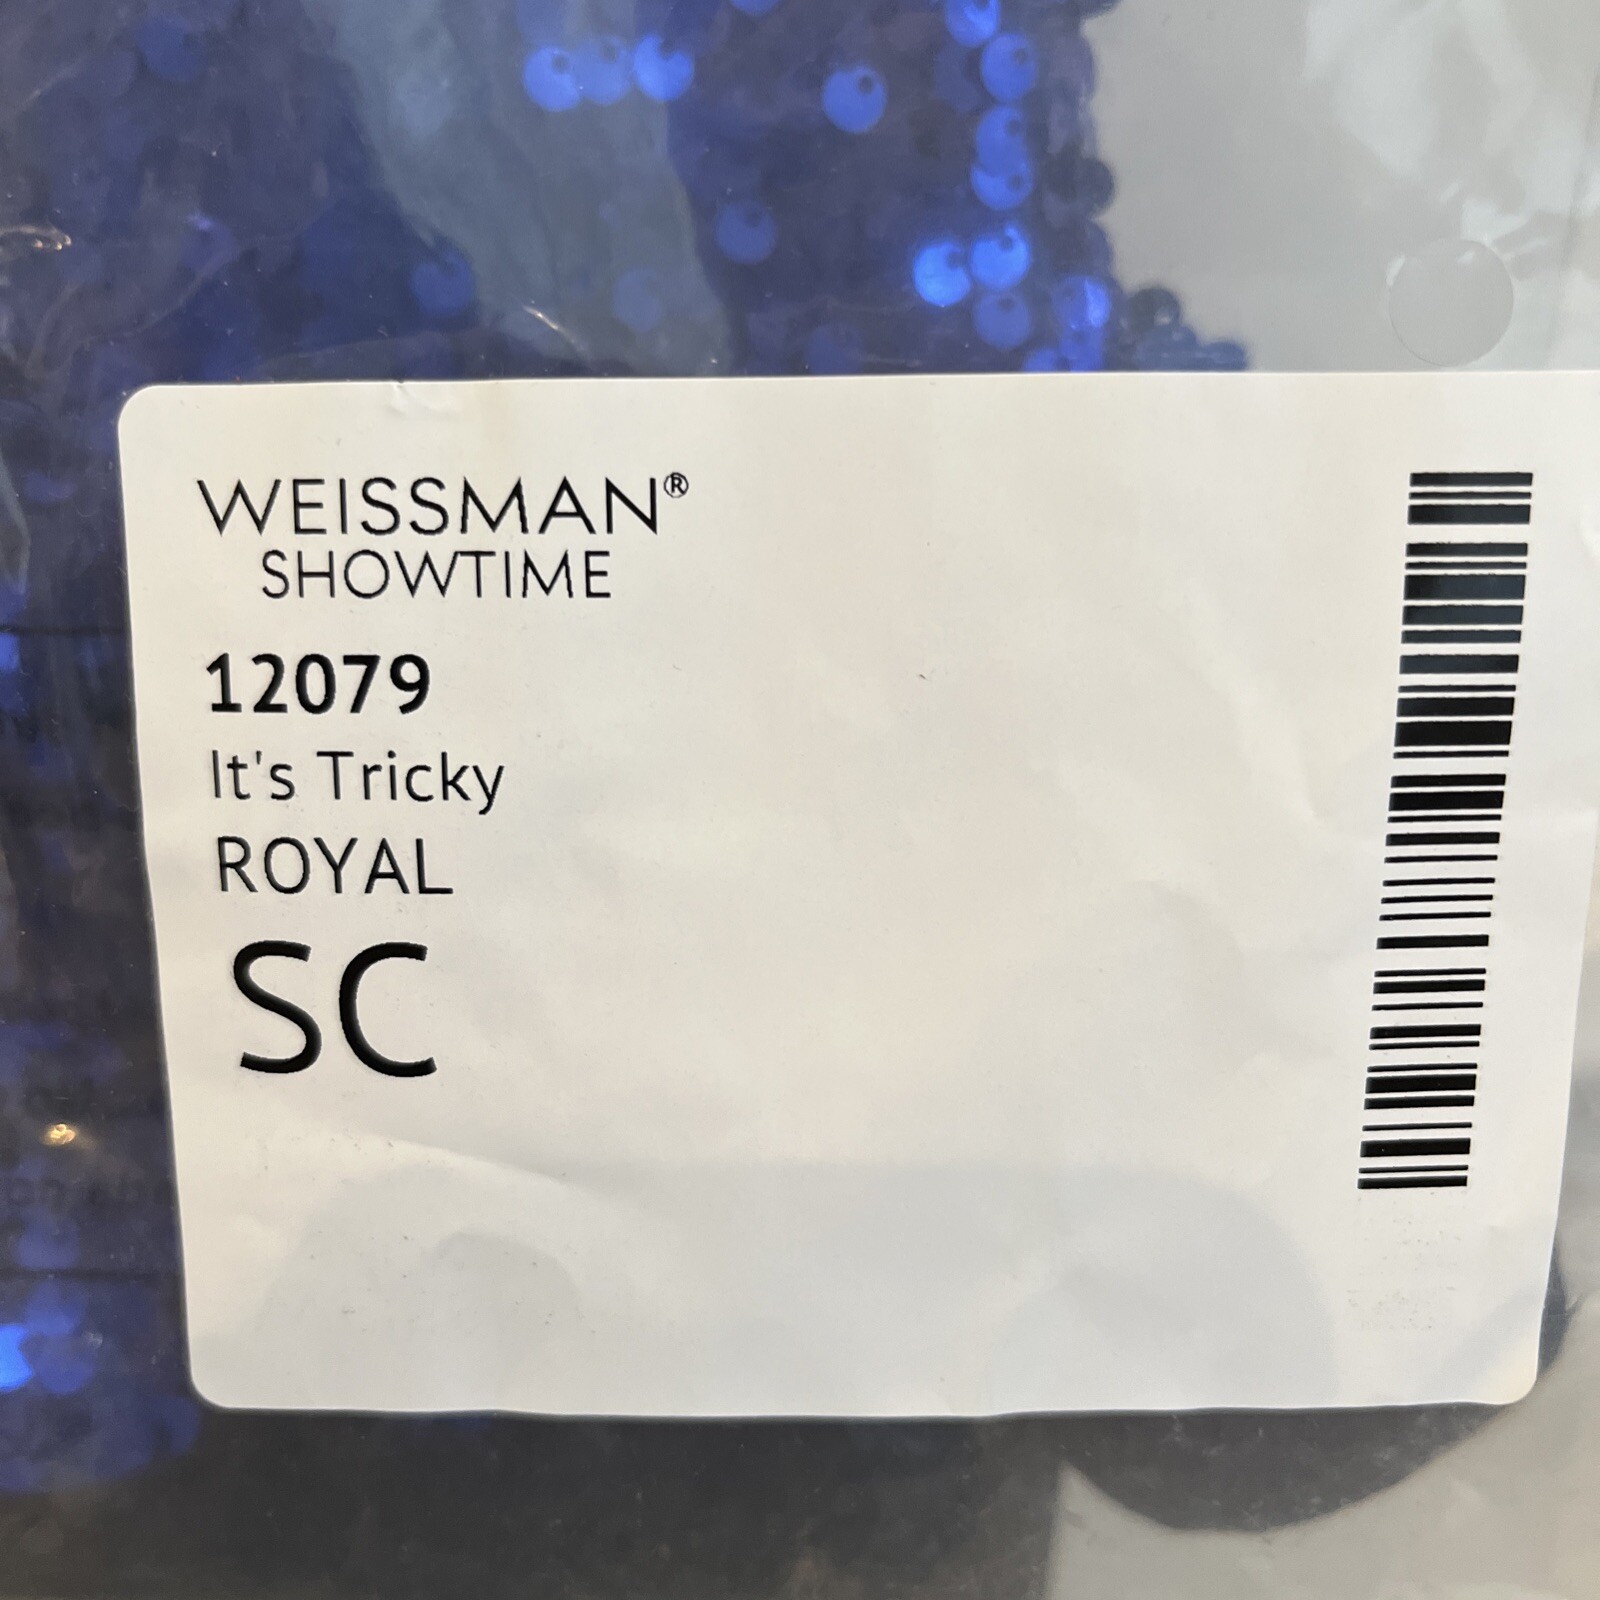 WEISSMAN®
SHOWTIME
12079
It's Tricky
ROYAL
SC